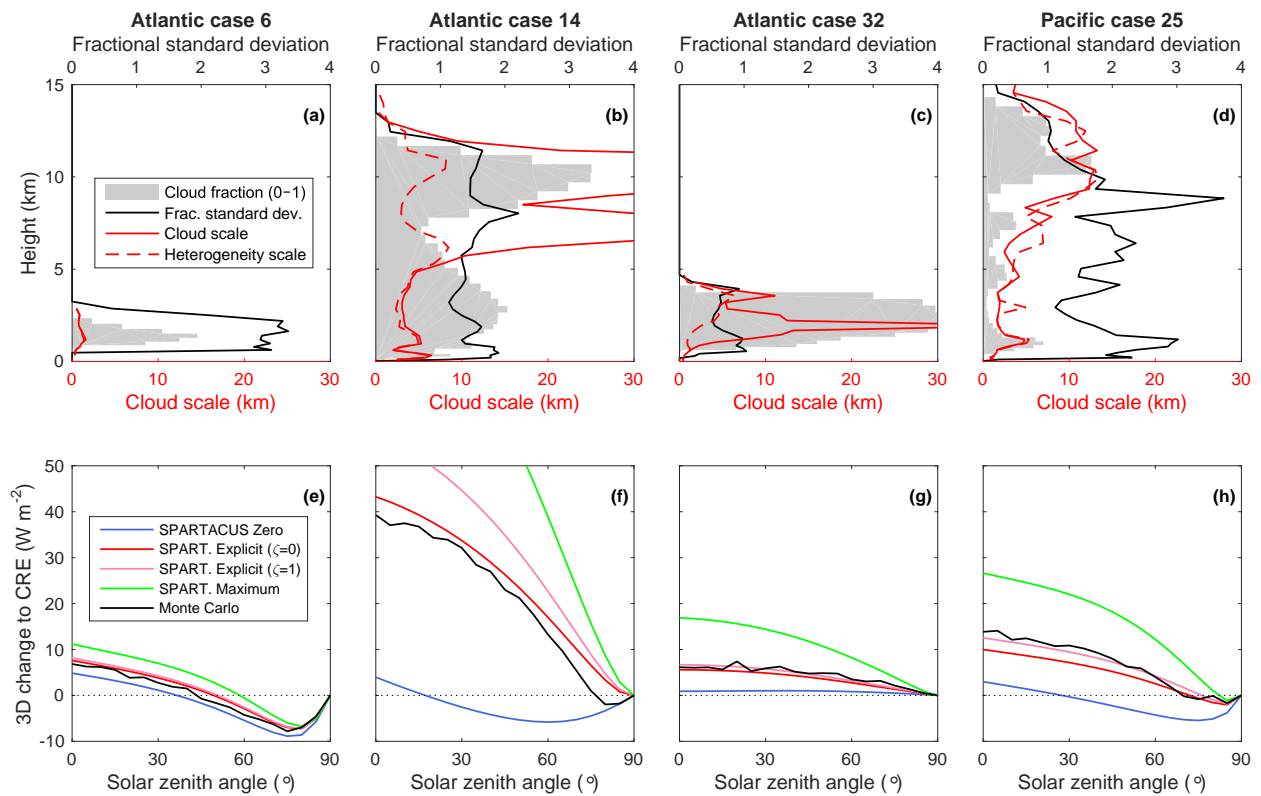 Atlantic case 6
Atlantic case 14
Atlantic case 32
Pacific case 25
Fractional standard deviation
Fractional standard deviation
Fractional standard deviation
Fractional standard deviation
0 1 2 3 4
0 1 2 3 4
0 1 2 3 4
0 1 2 3 4
(a)
(b)
(c)
(d)
Height (km)
15
10
5
0
Cloud fraction (0−1)
Frac. standard dev.
Cloud scale
Heterogeneity scale
0 10 20 30
0 10 20 30
0 10 20 30
0 10 20 30
Cloud scale (km)
Cloud scale (km)
Cloud scale (km)
Cloud scale (km)
(e)
(f)
(g)
(h)
3D change to CRE (W m⁻²)
50
40
30
20
10
0
-10
SPARTACUS Zero
SPART. Explicit (ζ=0)
SPART. Explicit (ζ=1)
SPART. Maximum
Monte Carlo
0 30 60 90
0 30 60 90
0 30 60 90
0 30 60 90
Solar zenith angle (°)
Solar zenith angle (°)
Solar zenith angle (°)
Solar zenith angle (°)